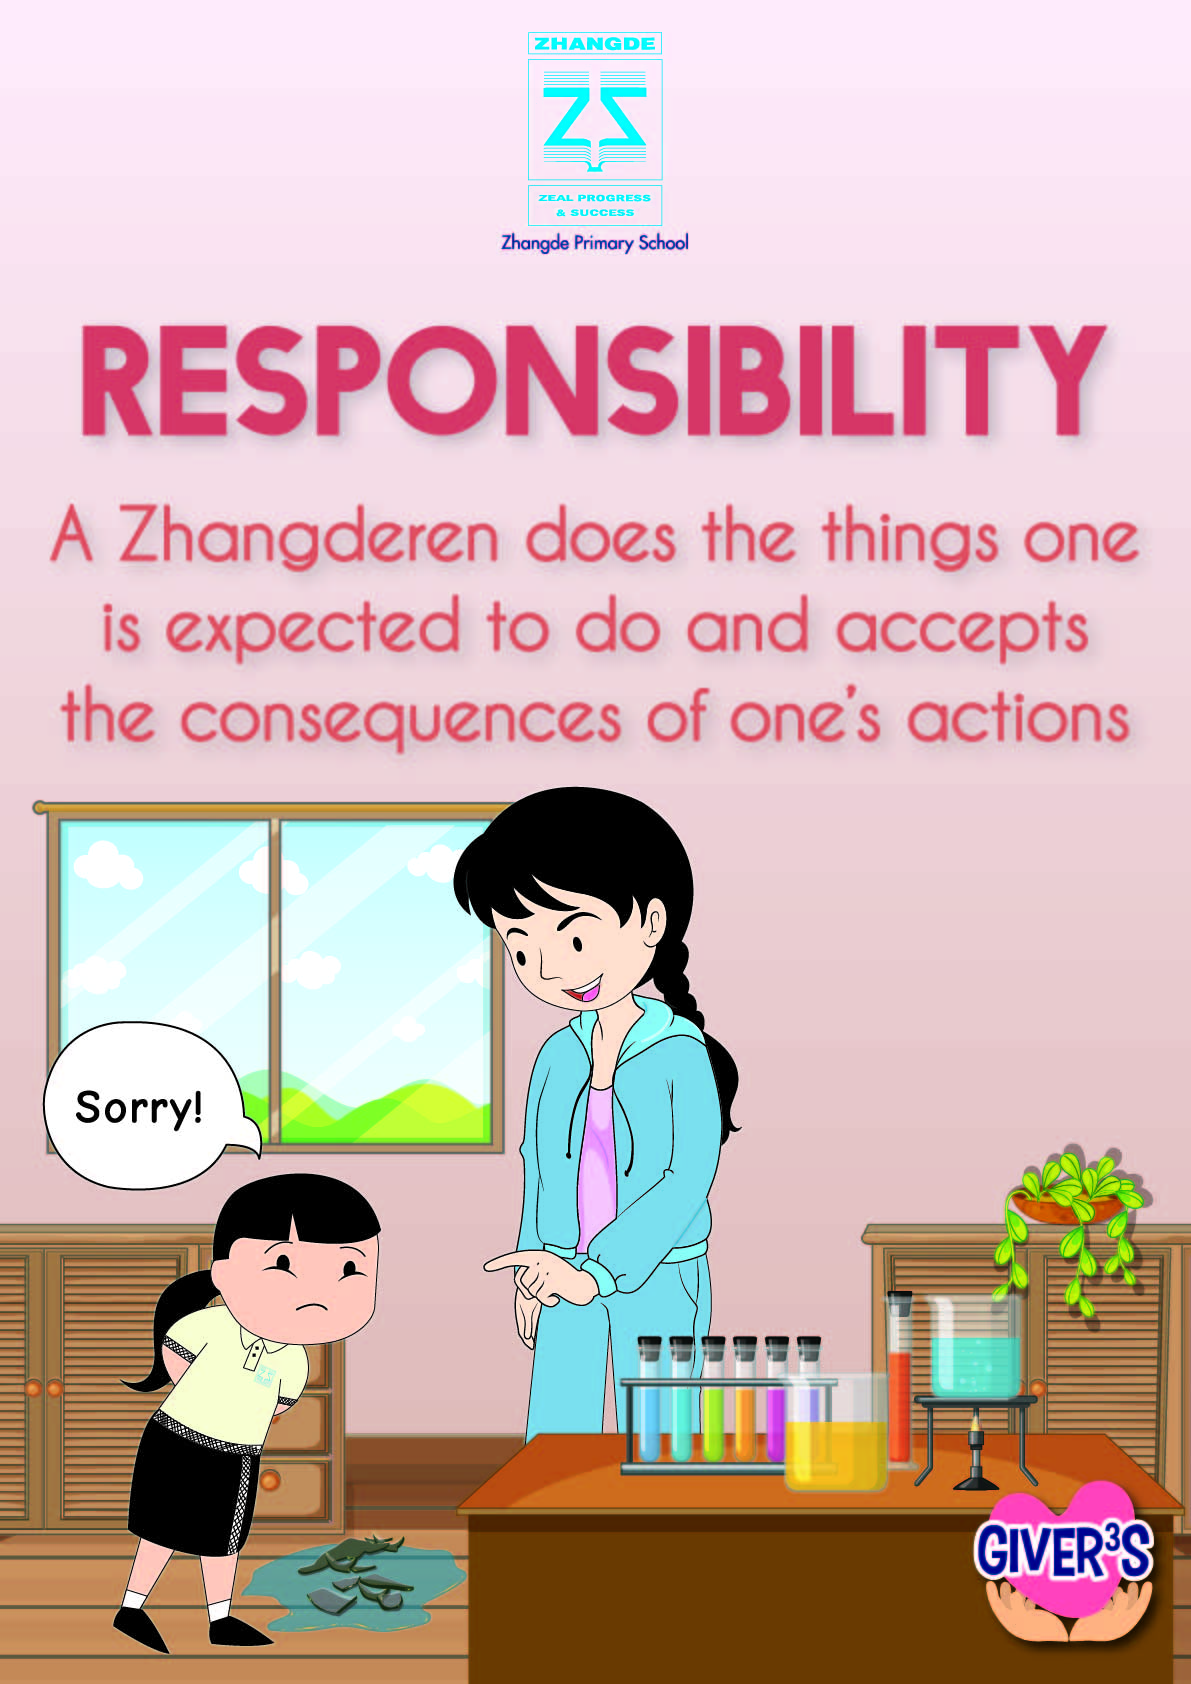 ZHANGDE
ZEAL PROGRESS
& SUCCESS
Zhangde Primary School
RESPONSIBILITY
A Zhangderen does the things one
is expected to do and accepts
the consequences of one's actions
Sorry!
GIVER³S